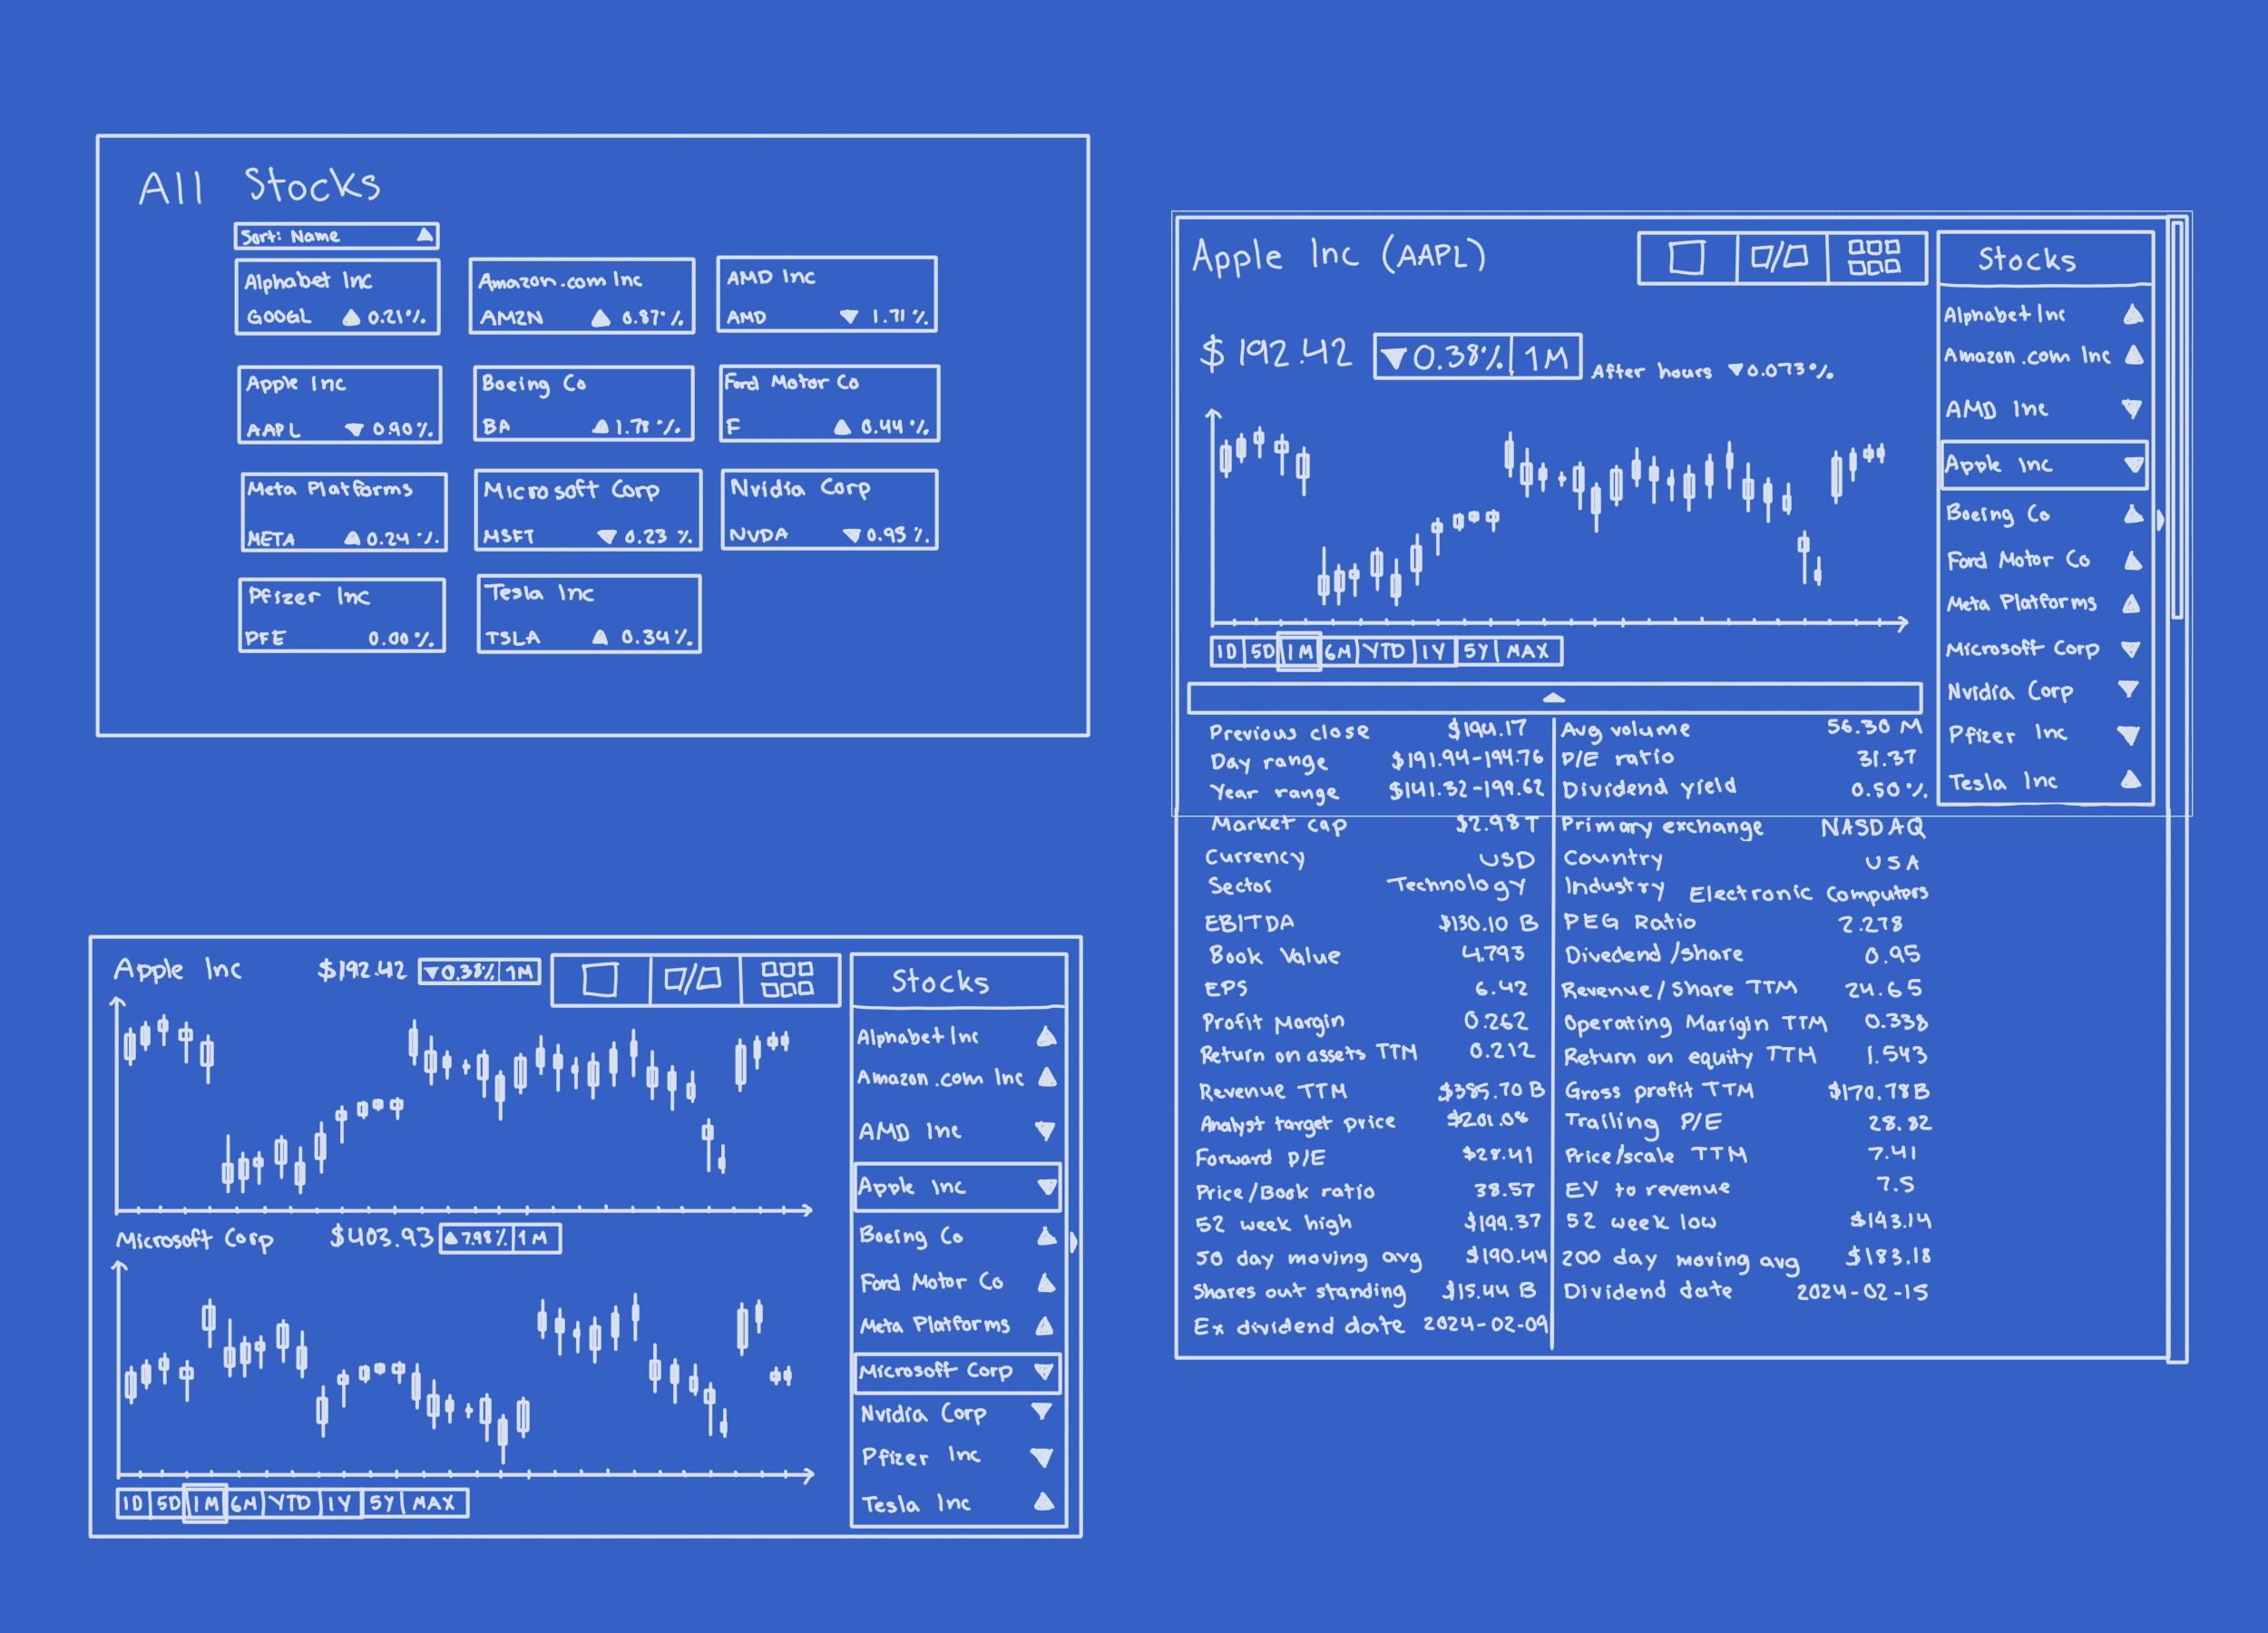 All Stocks
Sort: Name
Alphabet Inc
GOOGL 0.21%
Amazon.com Inc
AMZN 0.87%
AMD Inc
AMD 1.71%
Apple Inc
AAPL 0.90%
Boeing Co
BA 1.78%
Ford Motor Co
F 0.44%
Meta Platforms
META 0.24%
Microsoft Corp
MSFT 0.23%
Nvidia Corp
NVDA 0.95%
Pfizer Inc
PFE 0.00%
Tesla Inc
TSLA 0.34%
Apple Inc (AAPL)
$192.42 ▼0.38% 1M After hours ▼0.073%
1D 5D 1M 6M YTD 1Y 5Y MAX
Previous close $194.17 Avg volume 56.30 M
Day range $191.94-194.76 P/E ratio 31.37
Year range $141.32-199.62 Dividend yield 0.50%
Market cap $2.98T Primary exchange NASDAQ
Currency USD Country USA
Sector Technology Industry Electronic Computers
EBITDA $130.10 B PEG Ratio 2.278
Book Value 4.793 Divedend/share 0.95
EPS 6.42 Revenue/Share TTM 24.65
Profit Margin 0.262 Operating Marigin TTM 0.338
Return on assets TTM 0.212 Return on equity TTM 1.543
Revenue TTM $385.70 B Gross profit TTM $170.78B
Analyst target price $201.08 Trailing P/E 28.82
Forward P/E $28.41 Price/scale TTM 7.41
Price/Book ratio 38.57 EV to revenue 7.5
52 week high $199.37 52 week low $143.14
50 day moving avg $190.44 200 day moving avg $183.18
Shares out standing $15.44 B Dividend date 2024-02-15
Ex dividend date 2024-02-09
Stocks
Alphabet Inc
Amazon.com Inc
AMD Inc
Apple Inc
Boeing Co
Ford Motor Co
Meta Platforms
Microsoft Corp
Nvidia Corp
Pfizer Inc
Tesla Inc
Apple Inc $192.42 ▼0.38% 1M
Microsoft Corp $403.93 ▲7.98% 1M
1D 5D 1M 6M YTD 1Y 5Y MAX
Stocks
Alphabet Inc
Amazon.com Inc
AMD Inc
Apple Inc
Boeing Co
Ford Motor Co
Meta Platforms
Microsoft Corp
Nvidia Corp
Pfizer Inc
Tesla Inc